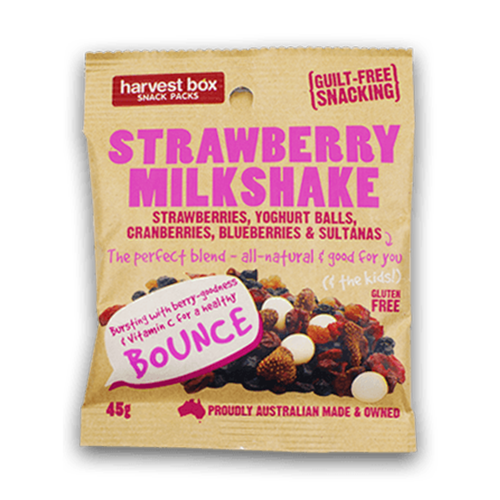 harvest box
SNACK PACKS
{GUILT-FREE
SNACKING}
STRAWBERRY
MILKSHAKE
STRAWBERRIES, YOGHURT BALLS,
CRANBERRIES, BLUEBERRIES & SULTANAS
The perfect blend - all-natural & good for you
(& the kids!)
GLUTEN
FREE
Bursting with berry-goodness
& Vitamin C for a healthy
BOUNCE
45g
PROUDLY AUSTRALIAN MADE & OWNED